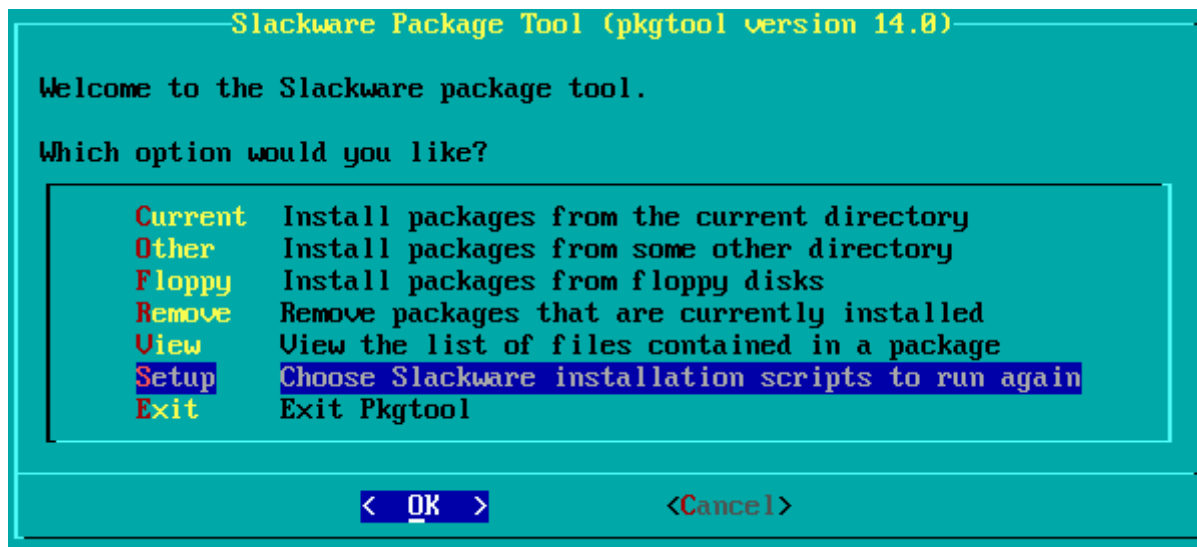 Slackware Package Tool (pkgtool version 14.0)
Welcome to the Slackware package tool.
Which option would you like?
Current Install packages from the current directory
Other Install packages from some other directory
Floppy Install packages from floppy disks
Remove Remove packages that are currently installed
View View the list of files contained in a package
Setup Choose Slackware installation scripts to run again
Exit Exit Pkgtool
< OK > <Cancel>